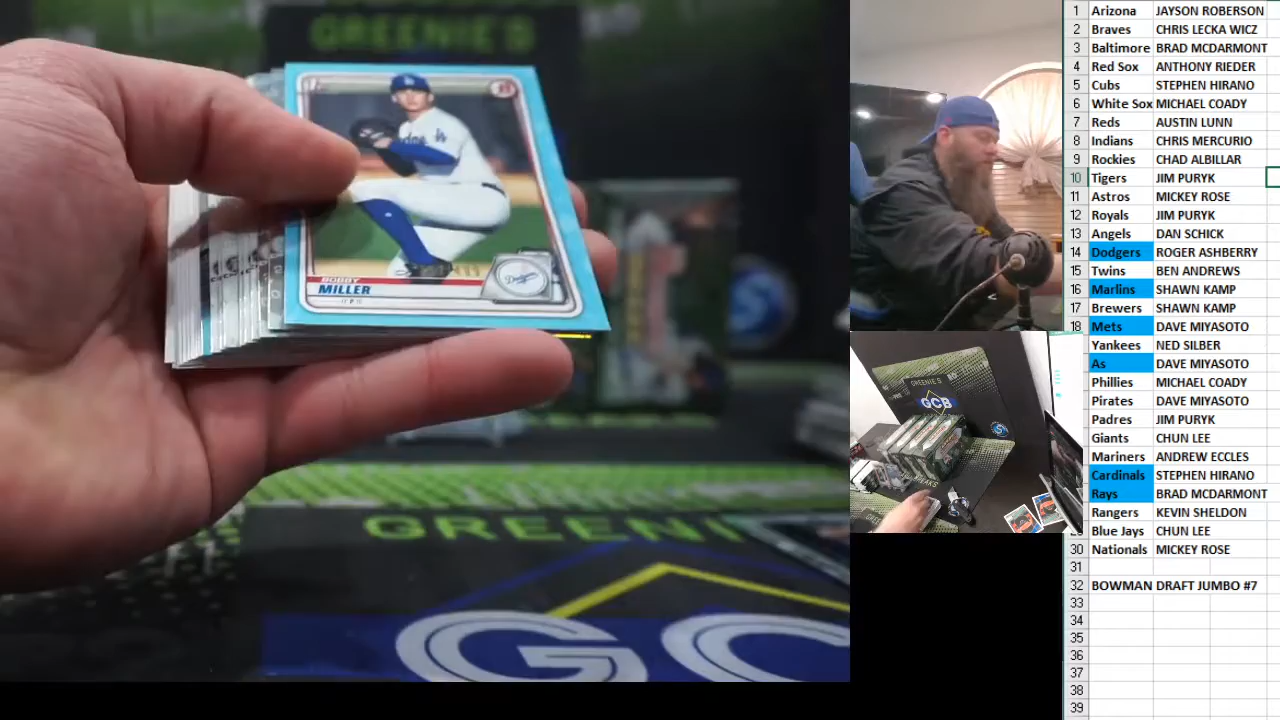 GREENIE'S
BOBBY
MILLER
Dodgers
GREENI
GC
GREENIE'S
GCB
1 Arizona JAYSON ROBERSON
2 Braves CHRIS LECKA WICZ
3 Baltimore BRAD MCDARMONT
4 Red Sox ANTHONY RIEDER
5 Cubs STEPHEN HIRANO
6 White Sox MICHAEL COADY
7 Reds AUSTIN LUNN
8 Indians CHRIS MERCURIO
9 Rockies CHAD ALBILLAR
10 Tigers JIM PURYK
11 Astros MICKEY ROSE
12 Royals JIM PURYK
13 Angels DAN SCHICK
14 Dodgers ROGER ASHBERRY
15 Twins BEN ANDREWS
16 Marlins SHAWN KAMP
17 Brewers SHAWN KAMP
18 Mets DAVE MIYASOTO
Yankees NED SILBER
As DAVE MIYASOTO
Phillies MICHAEL COADY
Pirates DAVE MIYASOTO
Padres JIM PURYK
Giants CHUN LEE
Mariners ANDREW ECCLES
Cardinals STEPHEN HIRANO
Rays BRAD MCDARMONT
Rangers KEVIN SHELDON
Blue Jays CHUN LEE
30 Nationals MICKEY ROSE
31
32 BOWMAN DRAFT JUMBO #7
33
34
35
36
37
38
39